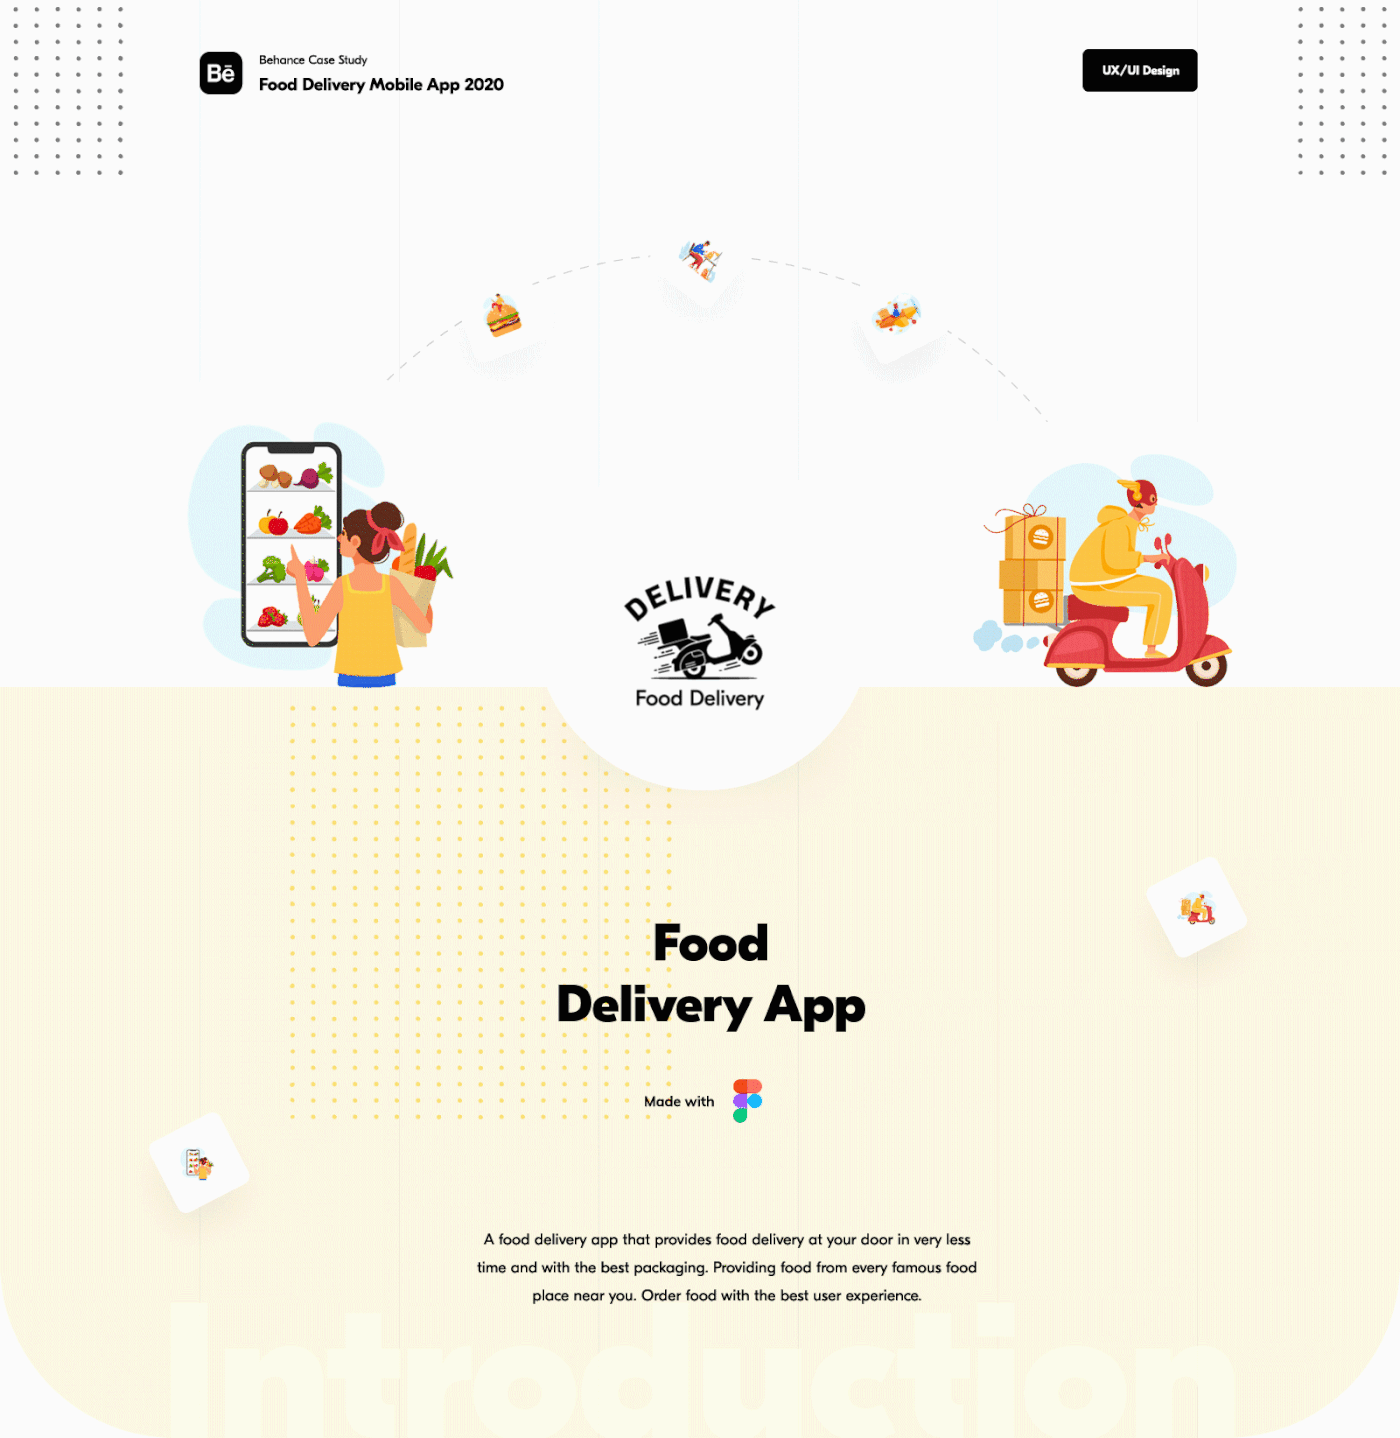 Bē
Behance Case Study
Food Delivery Mobile App 2020
UX/UI Design
DELIVERY
Food Delivery
Food
Delivery App
Made with
A food delivery app that provides food delivery at your door in very less
time and with the best packaging. Providing food from every famous food
place near you. Order food with the best user experience.
Introduction